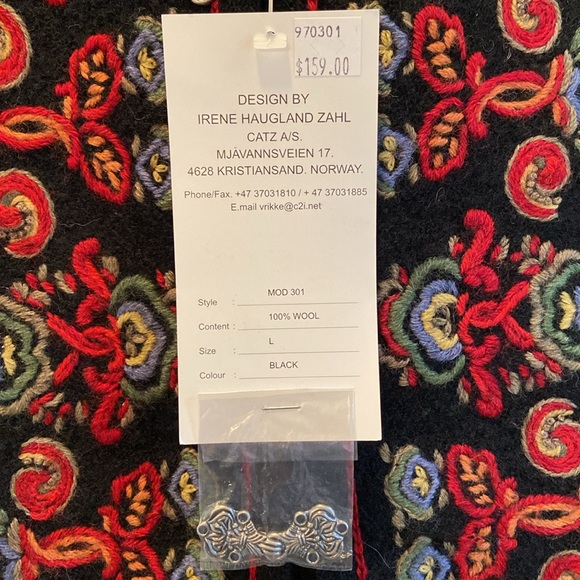 970301
$159.00
DESIGN BY
IRENE HAUGLAND ZAHL
CATZ A/S.
MJÀVANNSVEIEN 17.
4628 KRISTIANSAND. NORWAY.
Phone/Fax. +47 37031810 / + 47 37031885
E.mail vrikke@c2i.net
Style : MOD 301
Content : 100% WOOL
Size : L
Colour : BLACK